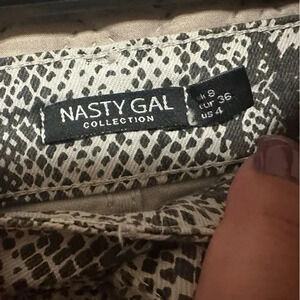 NASTY GAL
COLLECTION
UK 8
EUR 36
US 4